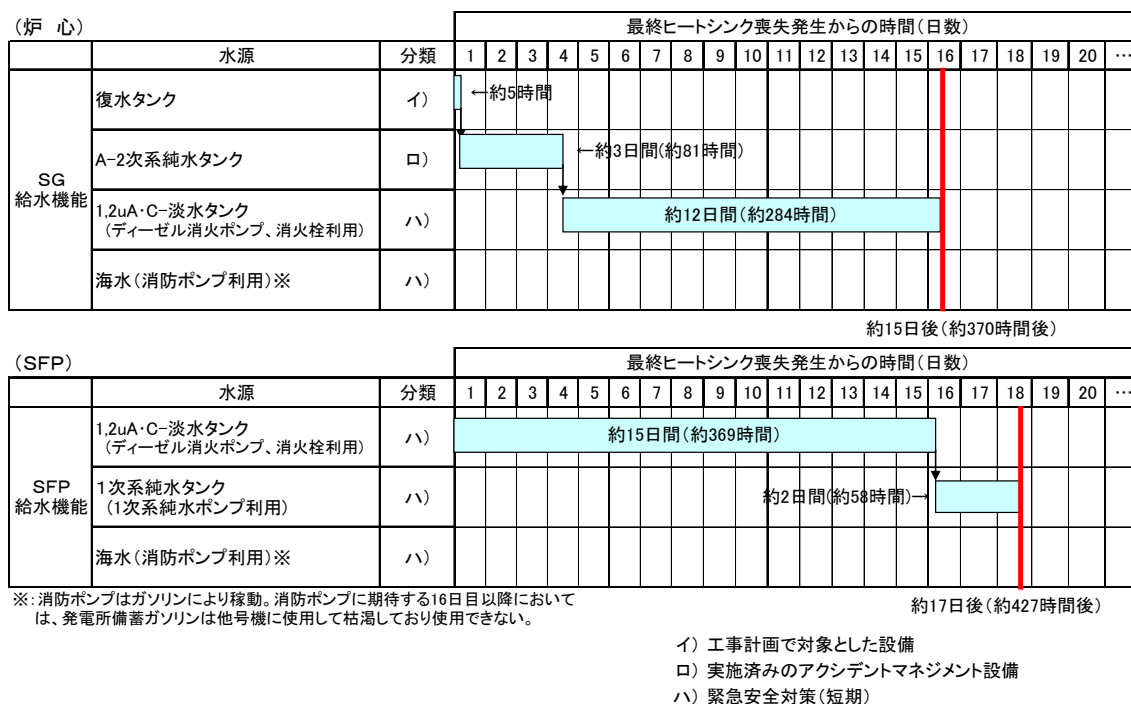 (炉 心)
最終ヒートシンク喪失発生からの時間(日数)
水源 分類 1 2 3 4 5 6 7 8 9 10 11 12 13 14 15 16 17 18 19 20 …
SG
給水機能
復水タンク イ) ←約5時間
A-2次系純水タンク ロ) ←約3日間(約81時間)
1,2uA・C-淡水タンク
(ディーゼル消火ポンプ、消火栓利用) ハ) 約12日間(約284時間)
海水(消防ポンプ利用)※ ハ)
約15日後(約370時間後)
(SFP)
最終ヒートシンク喪失発生からの時間(日数)
水源 分類 1 2 3 4 5 6 7 8 9 10 11 12 13 14 15 16 17 18 19 20 …
SFP
給水機能
1,2uA・C-淡水タンク
(ディーゼル消火ポンプ、消火栓利用) ハ) 約15日間(約369時間)
1次系純水タンク
(1次系純水ポンプ利用) ハ) 約2日間(約58時間)→
海水(消防ポンプ利用)※ ハ)
※:消防ポンプはガソリンにより稼動。消防ポンプに期待する16日目以降において
は、発電所備蓄ガソリンは他号機に使用して枯渇しており使用できない。
約17日後(約427時間後)
イ) 工事計画で対象とした設備
ロ) 実施済みのアクシデントマネジメント設備
ハ) 緊急安全対策(短期)